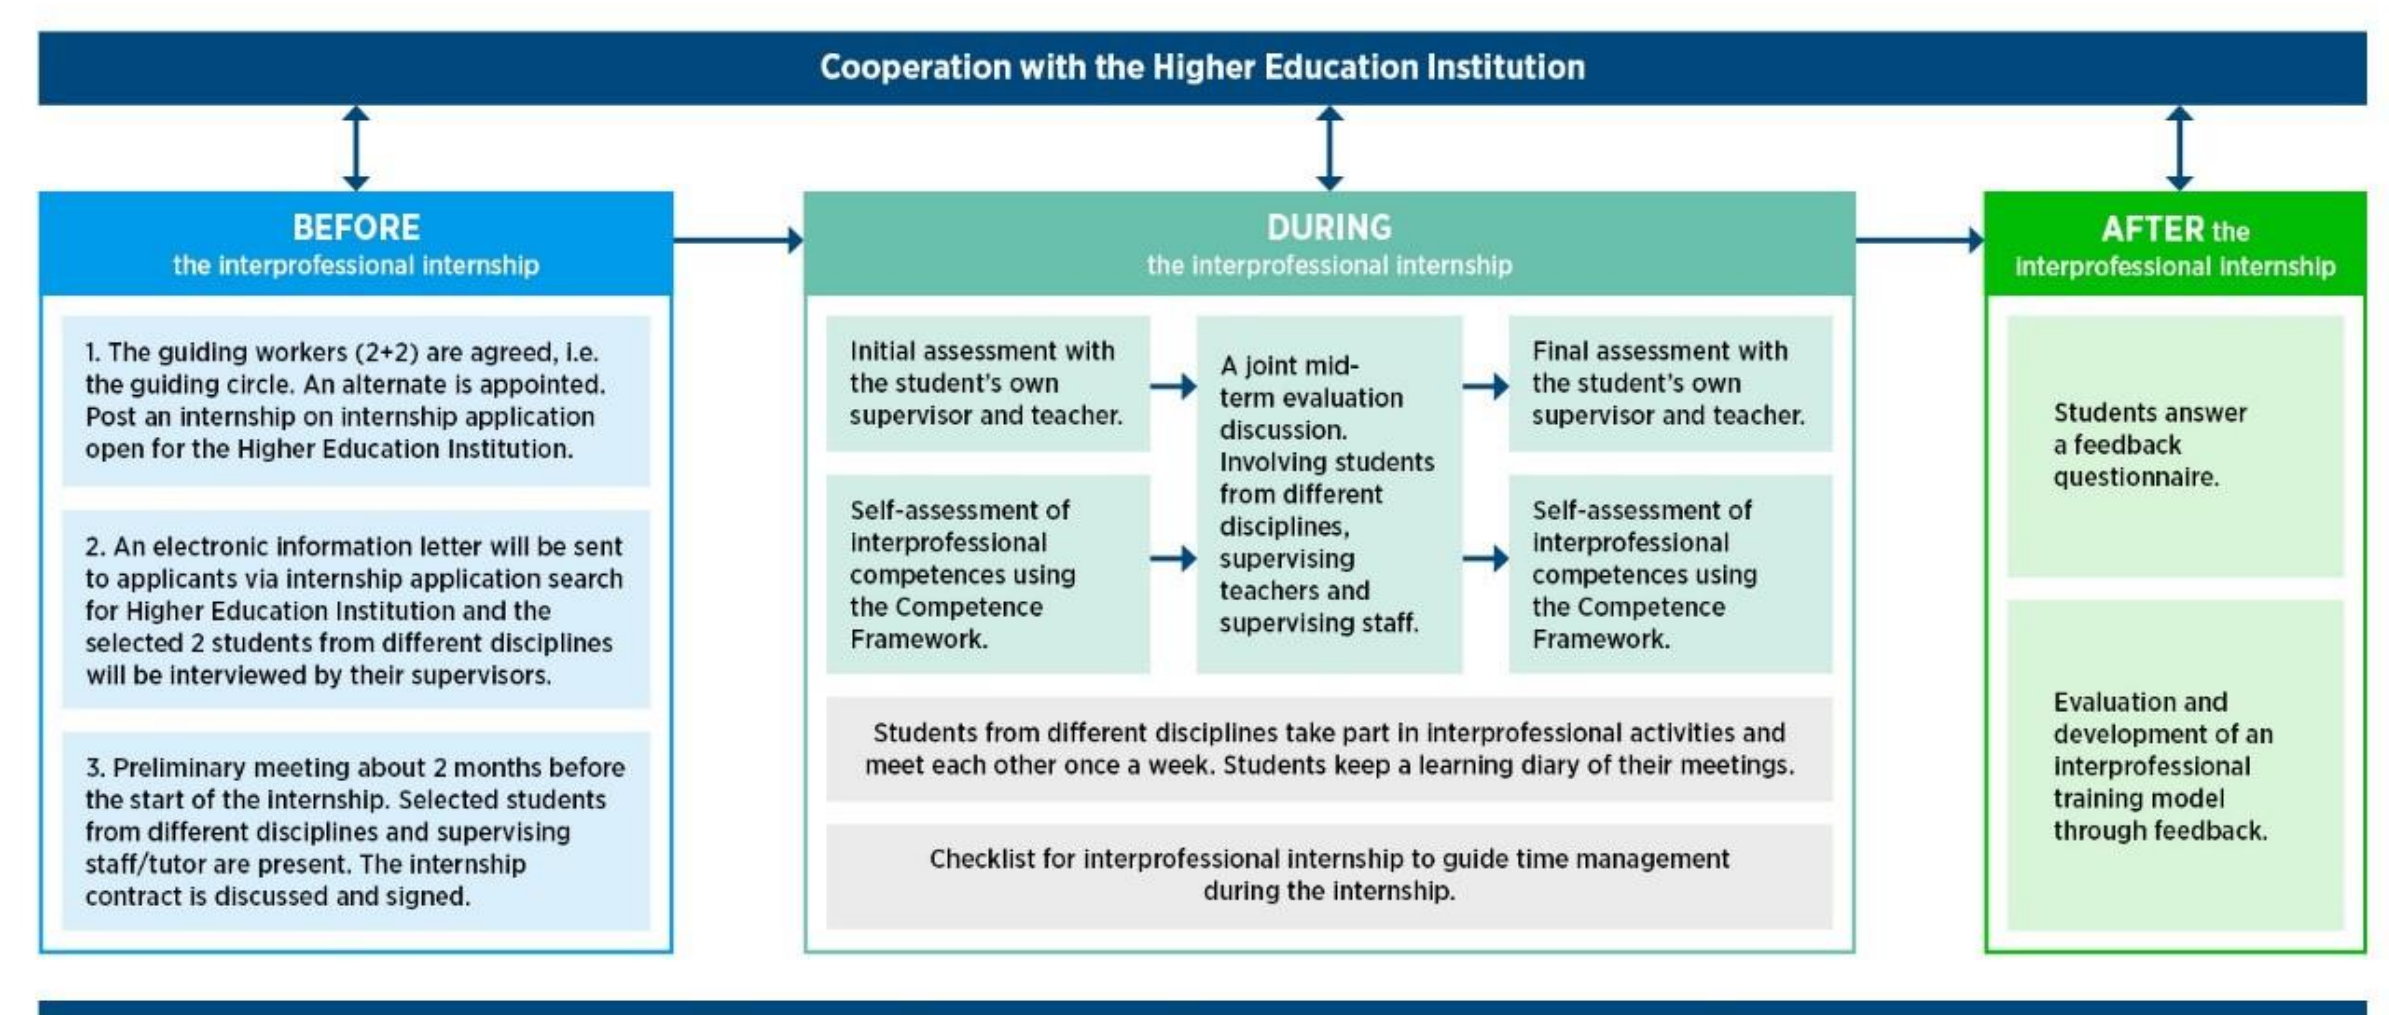 Cooperation with the Higher Education Institution
BEFORE
the interprofessional internship
1. The guiding workers (2+2) are agreed, i.e.
the guiding circle. An alternate is appointed.
Post an internship on internship application
open for the Higher Education Institution.
2. An electronic information letter will be sent
to applicants via internship application search
for Higher Education Institution and the
selected 2 students from different disciplines
will be interviewed by their supervisors.
3. Preliminary meeting about 2 months before
the start of the internship. Selected students
from different disciplines and supervising
staff/tutor are present. The internship
contract is discussed and signed.
DURING
the interprofessional internship
Initial assessment with
the student's own
supervisor and teacher.
Self-assessment of
interprofessional
competences using
the Competence
Framework.
A joint mid-
term evaluation
discussion.
Involving students
from different
disciplines,
supervising
teachers and
supervising staff.
Final assessment with
the student's own
supervisor and teacher.
Self-assessment of
interprofessional
competences using
the Competence
Framework.
Students from different disciplines take part in interprofessional activities and
meet each other once a week. Students keep a learning diary of their meetings.
Checklist for interprofessional internship to guide time management
during the internship.
AFTER the
interprofessional internship
Students answer
a feedback
questionnaire.
Evaluation and
development of an
interprofessional
training model
through feedback.